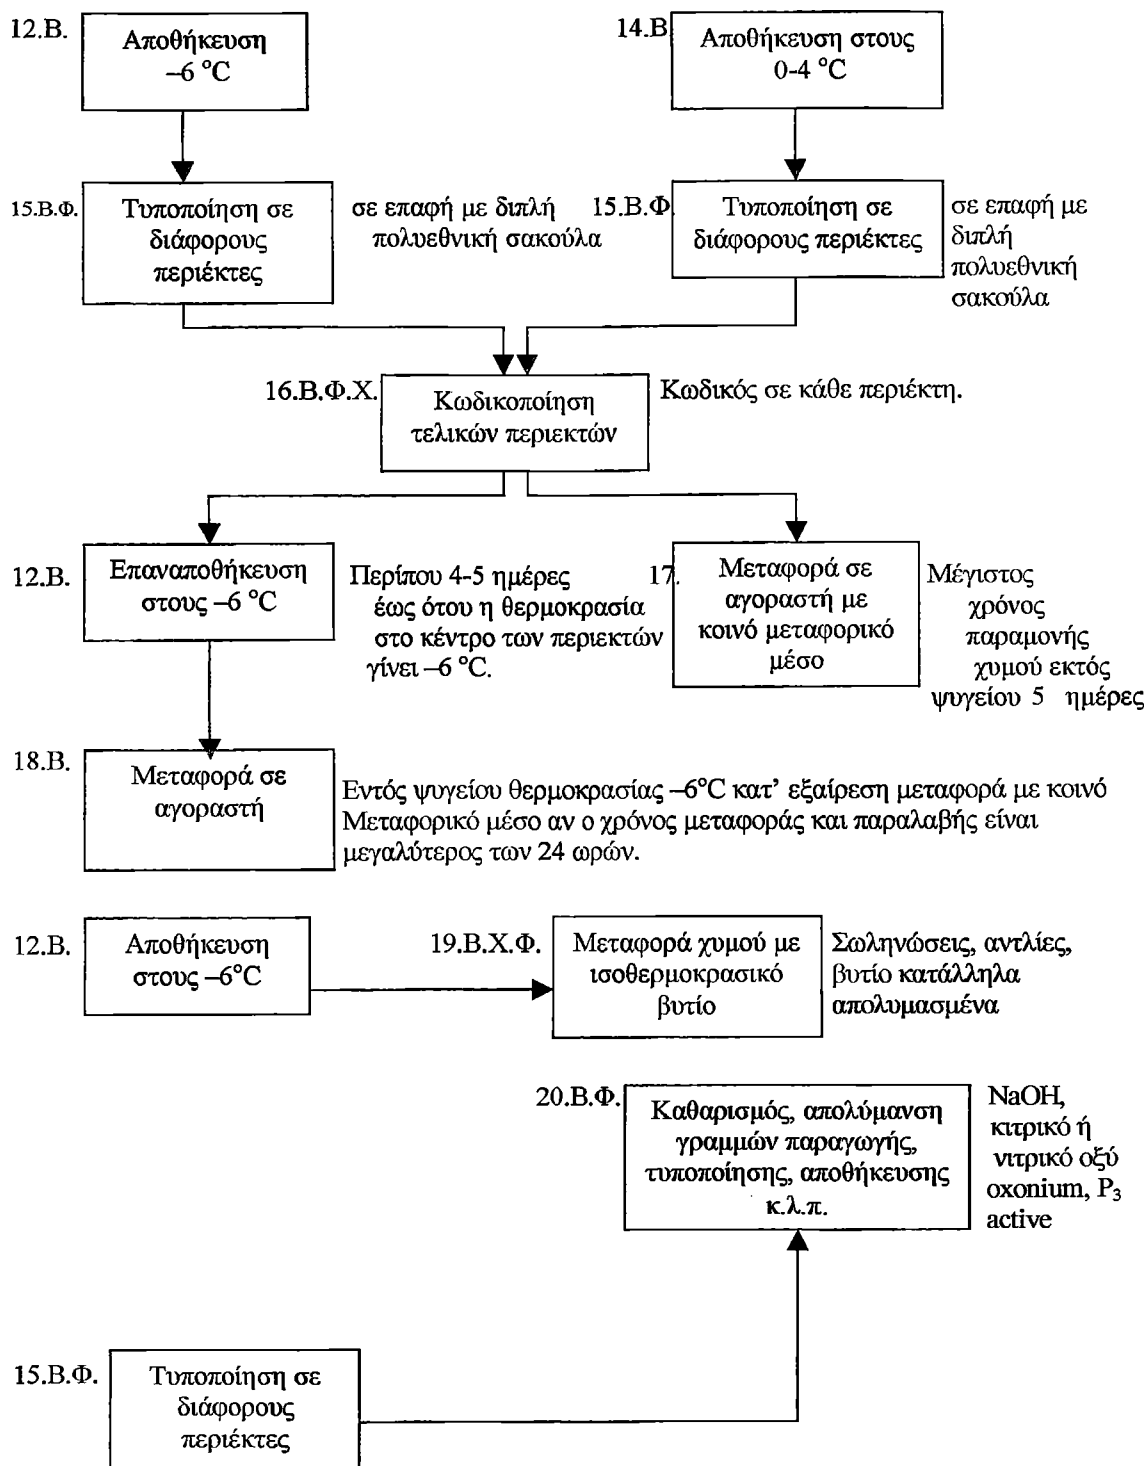 12.Β.
Αποθήκευση
–6 °C
14.Β
Αποθήκευση στους
0-4 °C
15.Β.Φ.
Τυποποίηση σε
διάφορους
περιέκτες
σε επαφή με διπλή
πολυεθνική σακούλα
15.Β.Φ
Τυποποίηση σε
διάφορους περιέκτες
σε επαφή με
διπλή
πολυεθνική
σακούλα
16.Β.Φ.Χ.
Κωδικοποίηση
τελικών περιεκτών
Κωδικός σε κάθε περιέκτη.
12.Β.
Επαναποθήκευση
στους –6 °C
Περίπου 4-5 ημέρες
έως ότου η θερμοκρασία
στο κέντρο των περιεκτών
γίνει –6 °C.
17.
Μεταφορά σε
αγοραστή με
κοινό μεταφορικό
μέσο
Μέγιστος
χρόνος
παραμονής
χυμού εκτός
ψυγείου 5 ημέρες
18.Β.
Μεταφορά σε
αγοραστή
Εντός ψυγείου θερμοκρασίας –6°C κατ’ εξαίρεση μεταφορά με κοινό
Μεταφορικό μέσο αν ο χρόνος μεταφοράς και παραλαβής είναι
μεγαλύτερος των 24 ωρών.
12.Β.
Αποθήκευση
στους –6°C
19.Β.Χ.Φ.
Μεταφορά χυμού με
ισοθερμοκρασικό
βυτίο
Σωληνώσεις, αντλίες,
βυτίο κατάλληλα
απολυμασμένα
20.Β.Φ.
Καθαρισμός, απολύμανση
γραμμών παραγωγής,
τυποποίησης, αποθήκευσης
κ.λ.π.
NaOH,
κιτρικό ή
νιτρικό οξύ
oxonium, P₃
active
15.Β.Φ.
Τυποποίηση σε
διάφορους
περιέκτες